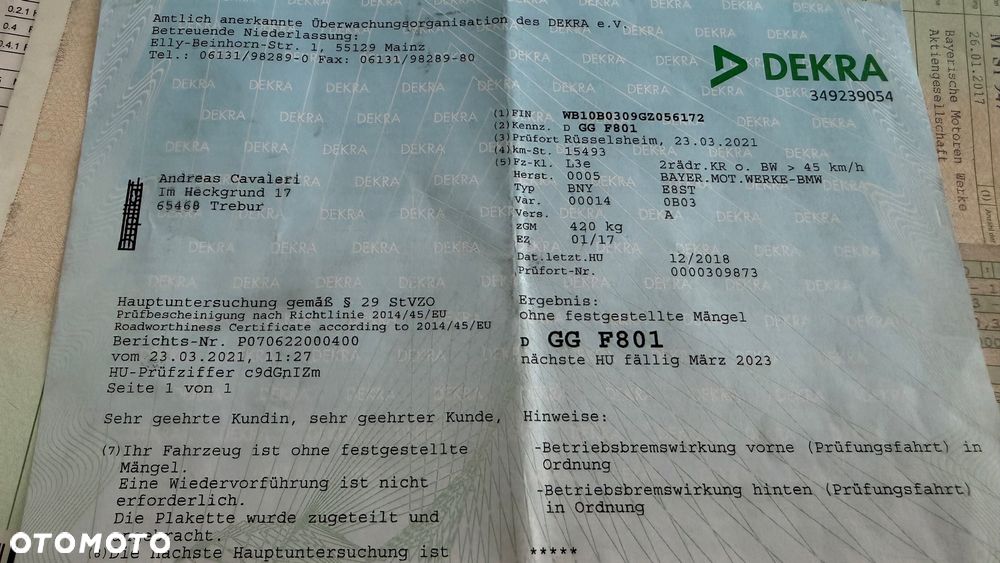 Amtlich anerkannte Überwachungsorganisation des DEKRA e.V.
Betreuende Niederlassung:
Elly-Beinhorn-Str. 1, 55129 Mainz
Tel.: 06131/98289-0 Fax: 06131/98289-80
DEKRA
349239054
(1) FIN WB10B0309GZ056172
(2) Kennz. D GG F801
(3) Prüfort Rüsselsheim, 23.03.2021
(4) km-St. 15493
(5) Fz-Kl. L3e 2rädr.KR o. BW > 45 km/h
Herst. 0005 BAYER.MOT.WERKE-BMW
Typ BNY E8ST
Var. 00014 0B03
Vers. A
zGM 420 kg
EZ 01/17
Dat.letzt.HU 12/2018
Prüfort-Nr. 0000309873
Andreas Cavaleri
Im Heckgrund 17
65468 Trebur
Hauptuntersuchung gemäß § 29 StVZO
Prüfbescheinigung nach Richtlinie 2014/45/EU
Roadworthiness Certificate according to 2014/45/EU
Berichts-Nr. P070622000400
vom 23.03.2021, 11:27
HU-Prüfziffer c9dGnIZm
Seite 1 von 1
Ergebnis:
ohne festgestellte Mängel
D GG F801
nächste HU fällig März 2023
Sehr geehrte Kundin, sehr geehrter Kunde,
(7) Ihr Fahrzeug ist ohne festgestellte
Mängel.
Eine Wiedervorführung ist nicht
erforderlich.
Die Plakette wurde zugeteilt und
Die nächste Hauptuntersuchung ist
Hinweise:
-Betriebsbremswirkung vorne (Prüfungsfahrt) in
Ordnung
-Betriebsbremswirkung hinten (Prüfungsfahrt)
in Ordnung
*****
26.01.2017
Bayerische Motoren Werke
Aktiengesellschaft
OTOMOTO